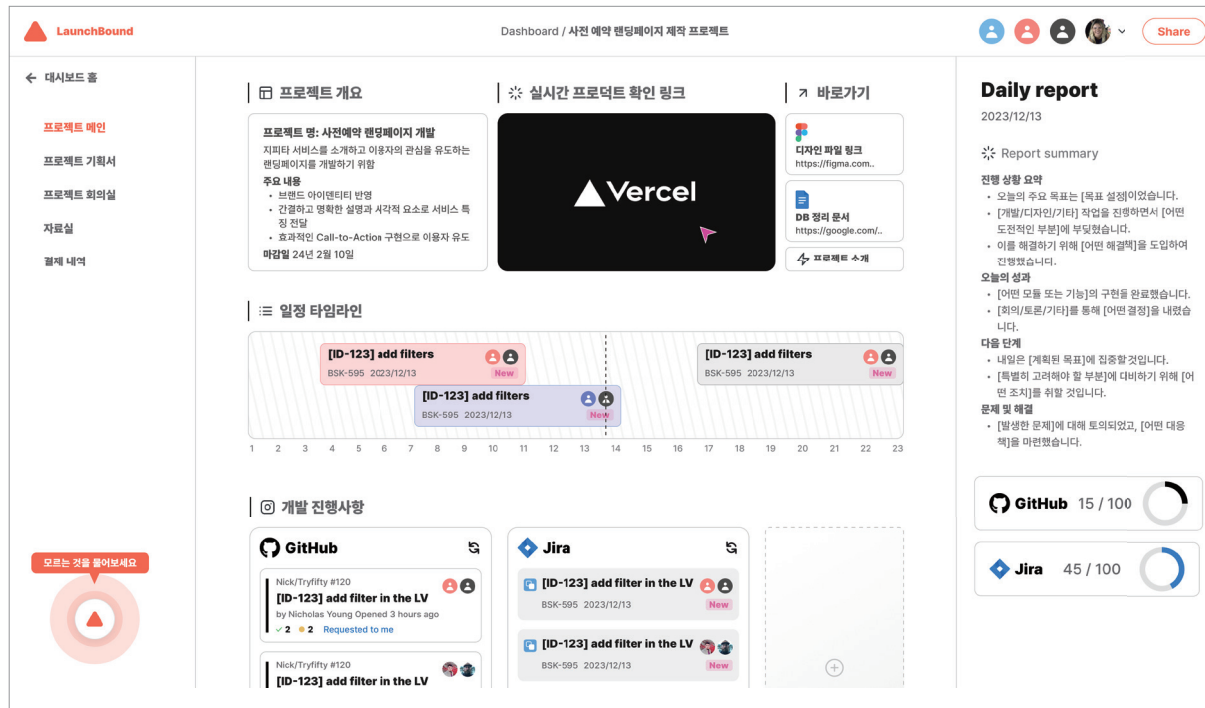 LaunchBound
Dashboard / 사전 예약 랜딩페이지 제작 프로젝트
Share
대시보드 홈
프로젝트 메인
프로젝트 기획서
프로젝트 회의실
자료실
결제 내역
모르는 것을 물어보세요
프로젝트 개요
프로젝트 명: 사전예약 랜딩페이지 개발
지피타 서비스를 소개하고 이용자의 관심을 유도하는
랜딩페이지를 개발하기 위함
주요 내용
• 브랜드 아이덴티티 반영
• 간결하고 명확한 설명과 시각적 요소로 서비스 특
징 전달
• 효과적인 Call-to-Action 구현으로 이용자 유도
마감일 24년 2월 10일
실시간 프로덕트 확인 링크
Vercel
바로가기
디자인 파일 링크
https://figma.com..
DB 정리 문서
https://google.com/..
프로젝트 소개
일정 타임라인
[ID-123] add filters
BSK-595 2023/12/13
New
[ID-123] add filters
BSK-595 2023/12/13
New
[ID-123] add filters
BSK-595 2023/12/13
New
1 2 3 4 5 6 7 8 9 10 11 12 13 14 15 16 17 18 19 20 21 22 23
개발 진행사항
GitHub
Nick/Tryfifty #120
[ID-123] add filter in the LV
by Nicholas Young Opened 3 hours ago
2 2 Requested to me
Nick/Tryfifty #120
[ID-123] add filter in the LV
Jira
[ID-123] add filter in the LV
BSK-595 2023/12/13
New
[ID-123] add filter in the LV
BSK-595 2023/12/13
New
Daily report
2023/12/13
Report summary
진행 상황 요약
• 오늘의 주요 목표는 [목표 설정]이었습니다.
• [개발/디자인/기타] 작업을 진행하면서 [어떤
도전적인 부분]에 부딪혔습니다.
• 이를 해결하기 위해 [어떤 해결책]을 도입하여
진행했습니다.
오늘의 성과
• [어떤 모듈 또는 기능]의 구현을 완료했습니다.
• [회의/토론/기타]를 통해 [어떤 결정]을 내렸습
니다.
다음 단계
• 내일은 [계획된 목표]에 집중할 것입니다.
• [특별히 고려해야 할 부분]에 대비하기 위해 [어
떤 조치]를 취할 것입니다.
문제 및 해결
• [발생한 문제]에 대해 토의되었고, [어떤 대응
책]을 마련했습니다.
GitHub 15 / 100
Jira 45 / 100